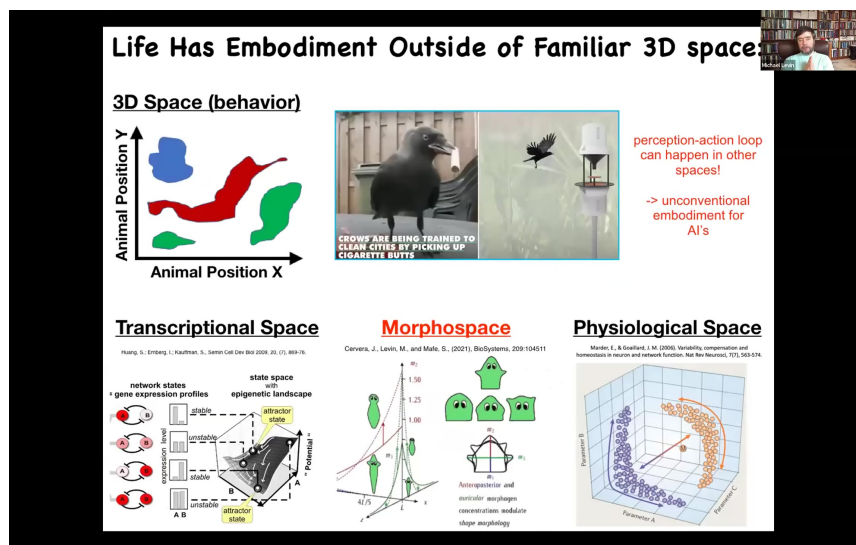 Life Has Embodiment Outside of Familiar 3D space
Michael Levin
3D Space (behavior)
Animal Position Y
Animal Position X
CROWS ARE BEING TRAINED TO
CLEAN CITIES BY PICKING UP
CIGARETTE BUTTS
perception-action loop
can happen in other
spaces!
-> unconventional
embodiment for
AI's
Transcriptional Space
Huang, S.; Ernberg, I.; Kauffman, S., Semin Cell Dev Biol 2009, 20, (7), 869-76.
network states
= gene expression profiles
state space
with
epigenetic landscape
stable
unstable
stable
unstable
expression level
attractor
state
attractor
state
A B
A B
A B
B
A
"Potential"
Morphospace
Cervera, J., Levin, M., and Mafe, S., (2021), BioSystems, 209:104511
m₂
1.50
1.25
1.00
4L/5
L
x
z
m₂
m₁
Anteroposterior and
auricular morphogen
concentrations modulate
shape morphology
Physiological Space
Marder, E., & Goaillard, J. M. (2006). Variability, compensation and
homeostasis in neuron and network function. Nat Rev Neurosci, 7(7), 563-574.
Parameter B
Parameter A
Parameter C
M